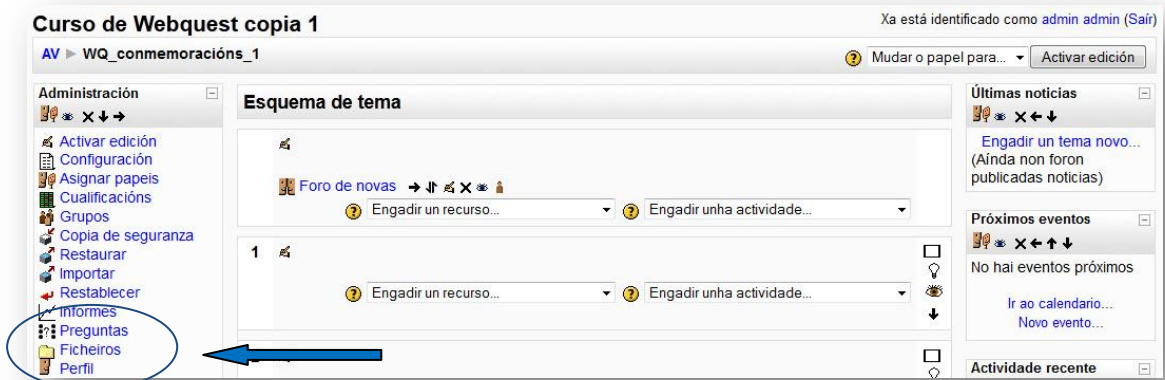 Curso de Webquest copia 1
Xa está identificado como admin admin (Saír)
AV ► WQ_conmemoracións_1
Mudar o papel para...
Activar edición
Administración
Activar edición
Configuración
Asignar papeis
Cualificacións
Grupos
Copia de seguranza
Restaurar
Importar
Restablecer
Informes
Preguntas
Ficheiros
Perfil
Esquema de tema
Foro de novas
Engadir un recurso...
Engadir unha actividade...
1
Engadir un recurso...
Engadir unha actividade...
Últimas noticias
Engadir un tema novo...
(Aínda non foron
publicadas noticias)
Próximos eventos
No hai eventos próximos
Ir ao calendario...
Novo evento...
Actividade recente